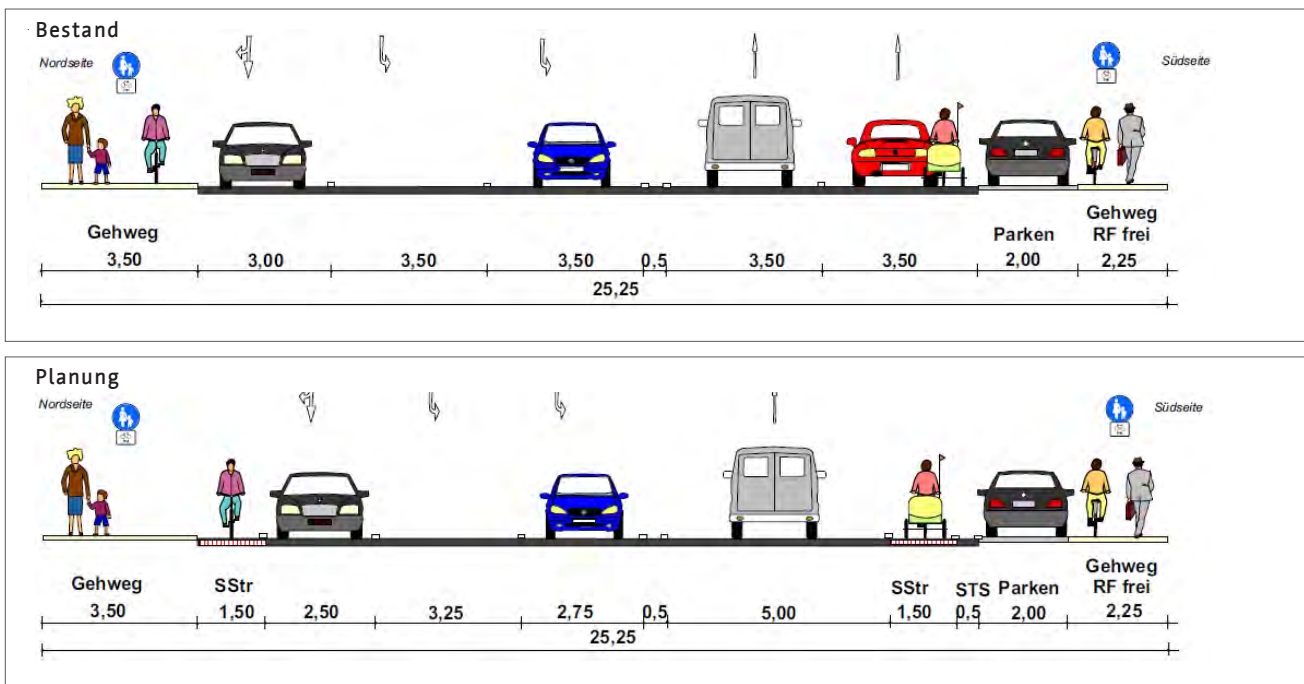 Bestand
Nordseite
Südseite
Gehweg
Parken
Gehweg
RF frei
3,50 3,00 3,50 3,50 0,5 3,50 3,50 2,00 2,25
25,25
Planung
Nordseite
Südseite
Gehweg SStr SStr STS Parken
Gehweg
RF frei
3,50 1,50 2,50 3,25 2,75 0,5 5,00 1,50 0,5 2,00 2,25
25,25